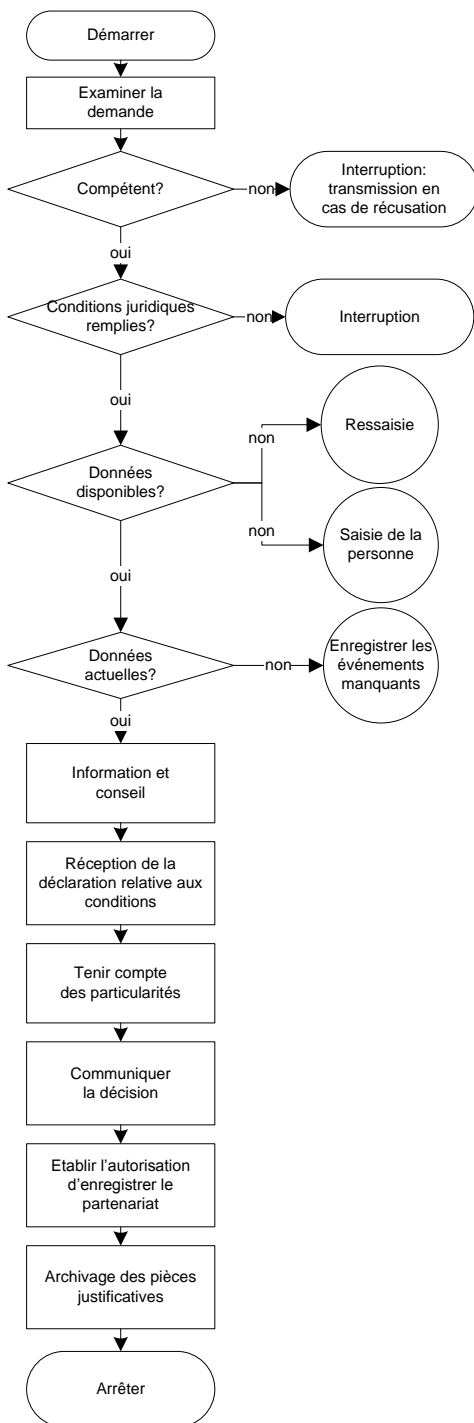 Démarrer
Examiner la
demande
Compétent?
non
Interruption:
transmission en
cas de récusation
oui
Conditions juridiques
remplies?
non
Interruption
oui
non
Ressaisie
Données
disponibles?
non
Saisie de la
personne
oui
Données
actuelles?
non
Enregistrer les
événements
manquants
oui
Information et
conseil
Réception de la
déclaration relative aux
conditions
Tenir compte
des particularités
Communiquer
la décision
Etablir l’autorisation
d’enregistrer le
partenariat
Archivage des pièces
justificatives
Arrêter